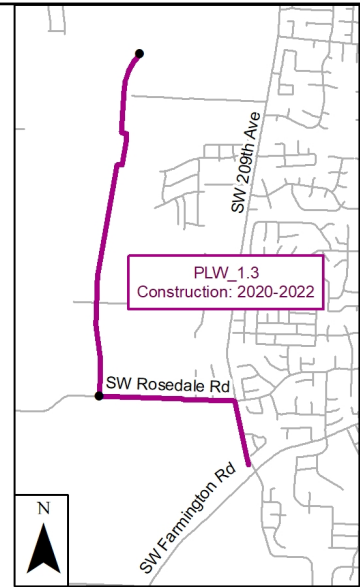 SW 209th Ave
PLW_1.3
Construction: 2020-2022
SW Rosedale Rd
SW Farmington Rd
N